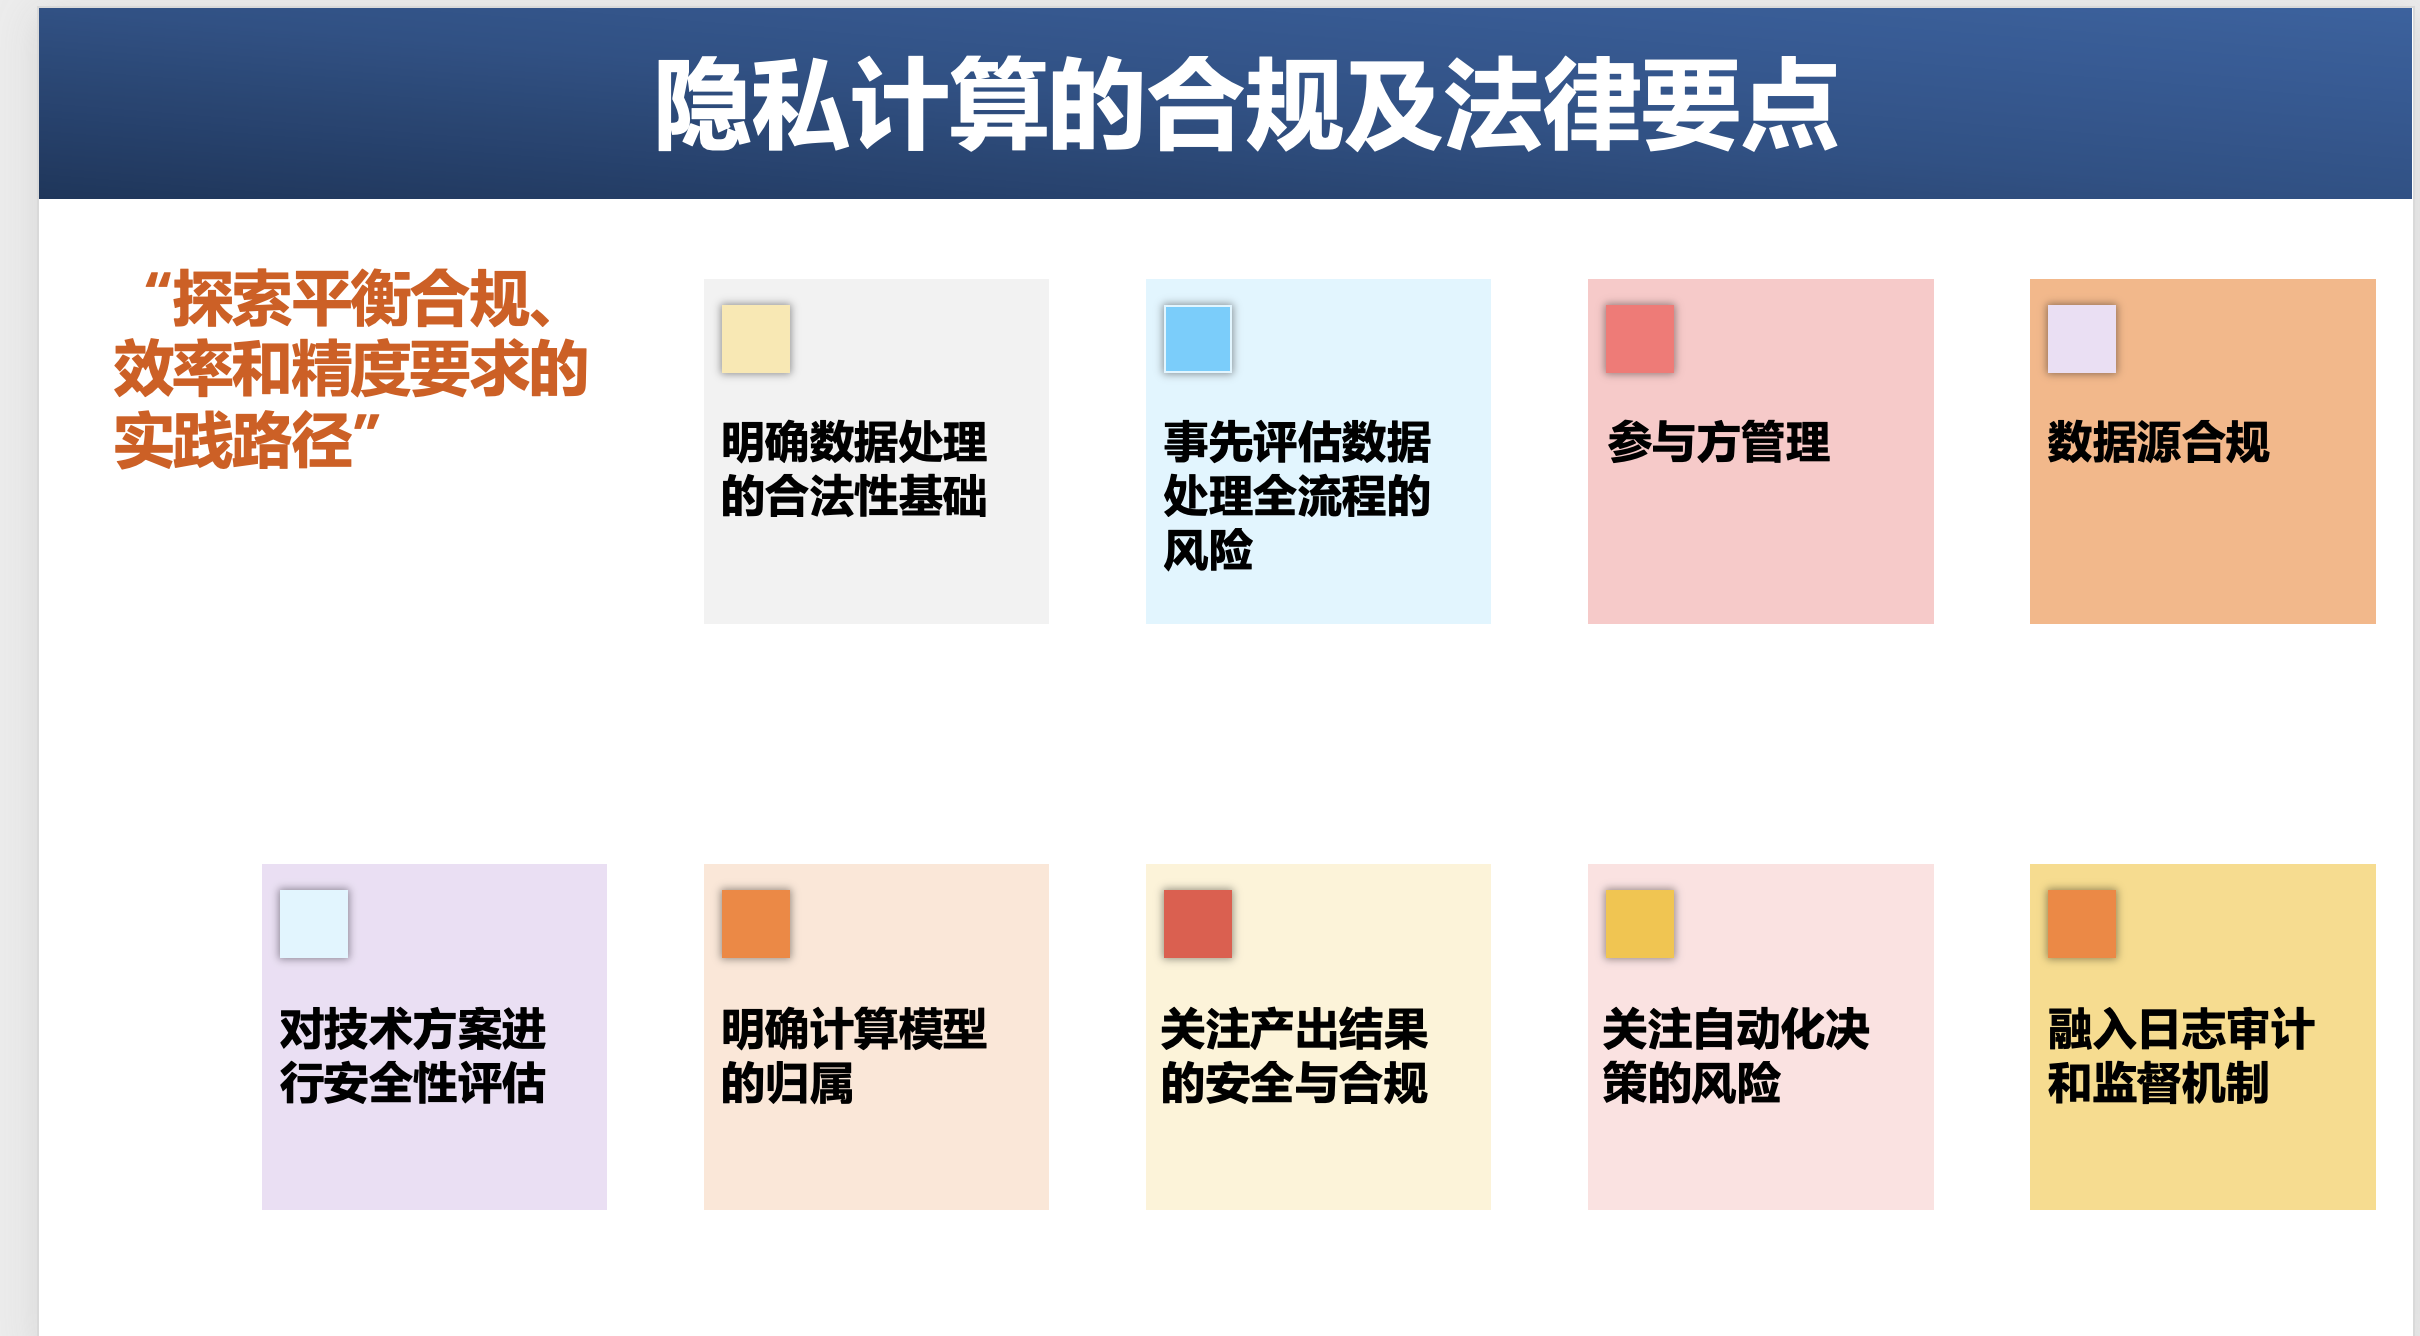 隐私计算的合规及法律要点
“探索平衡合规、
效率和精度要求的
实践路径”
明确数据处理
的合法性基础
事先评估数据
处理全流程的
风险
参与方管理
数据源合规
对技术方案进
行安全性评估
明确计算模型
的归属
关注产出结果
的安全与合规
关注自动化决
策的风险
融入日志审计
和监督机制